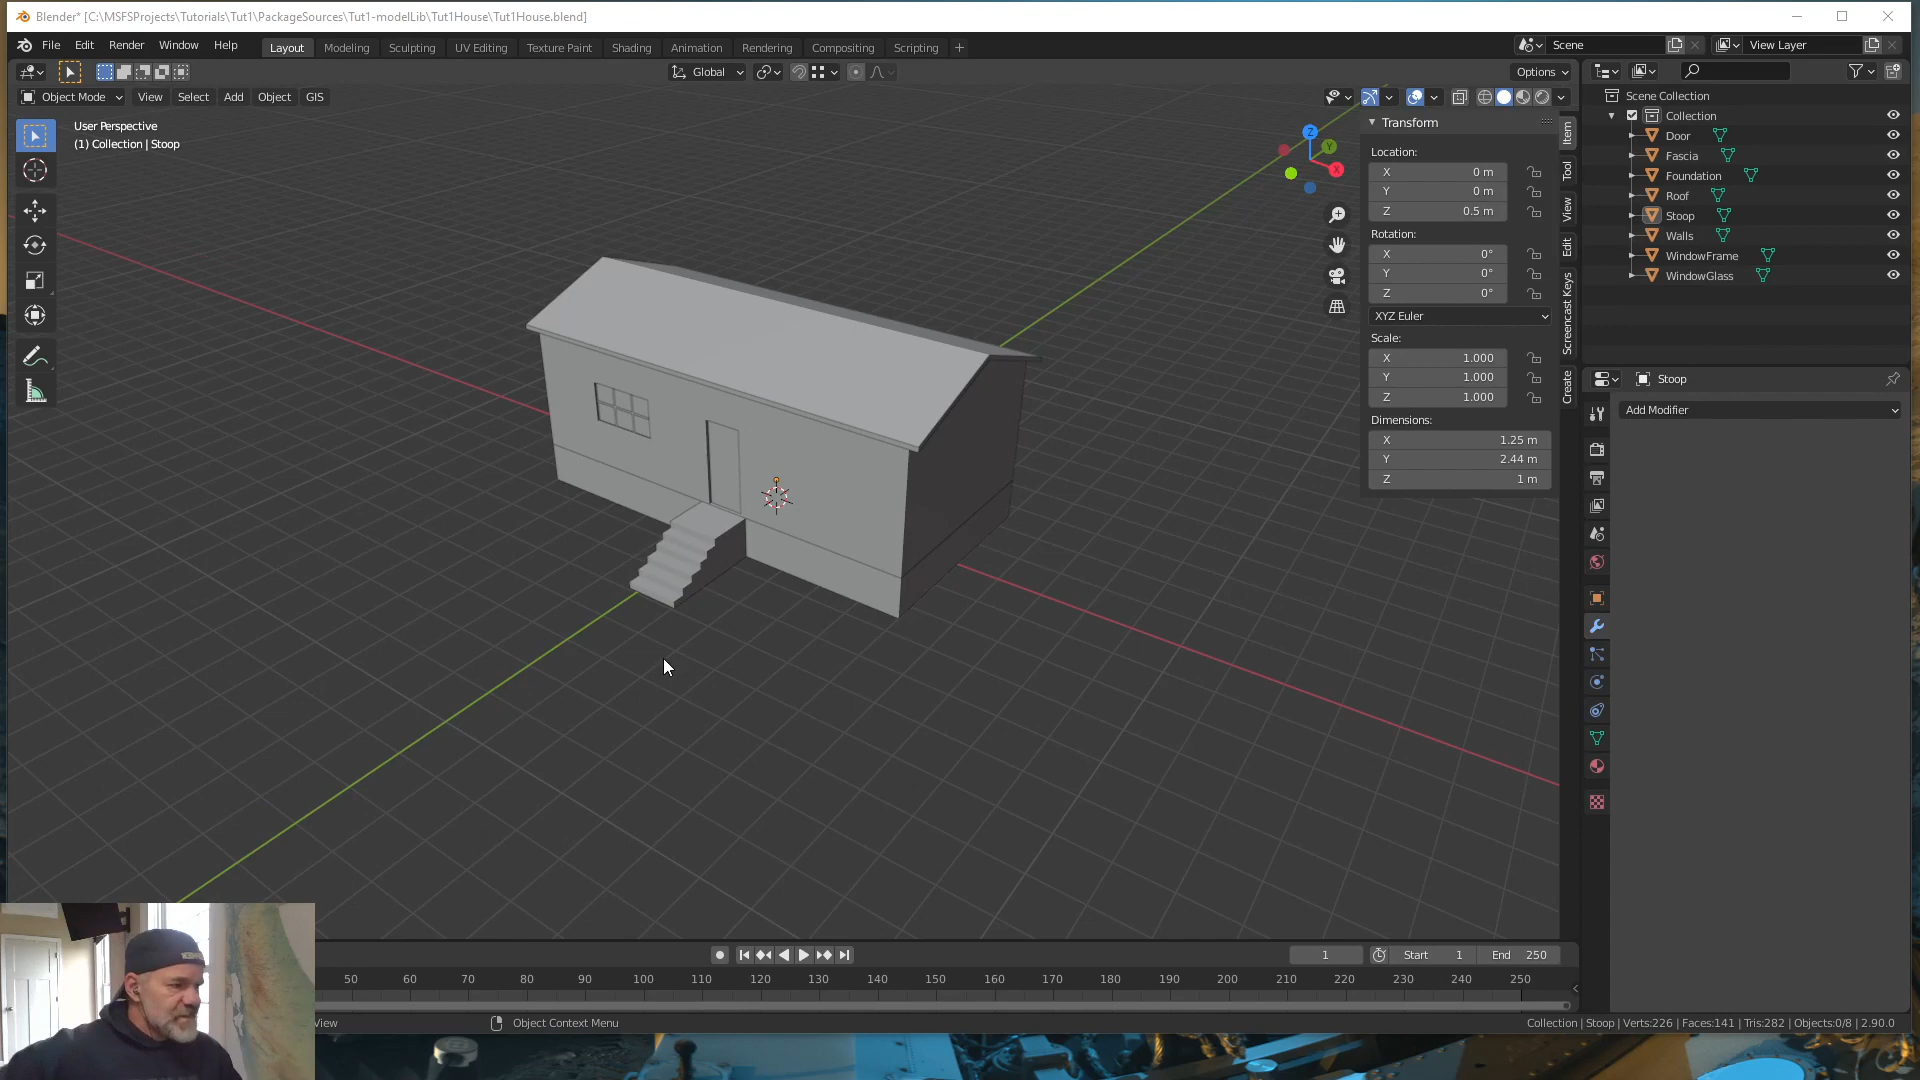 Blender* [C:\MSFSProjects\Tutorials\Tut1\PackageSources\Tut1-modelLib\Tut1House\Tut1House.blend]
File Edit Render Window Help Layout Modeling Sculpting UV Editing Texture Paint Shading Animation Rendering Compositing Scripting + Scene View Layer
Global Options
Object Mode View Select Add Object GIS
User Perspective
(1) Collection | Stoop
Z
Y
X
Transform
Location:
X 0 m
Y 0 m
Z 0.5 m
Rotation:
X 0°
Y 0°
Z 0°
XYZ Euler
Scale:
X 1.000
Y 1.000
Z 1.000
Dimensions:
X 1.25 m
Y 2.44 m
Z 1 m
Item
Tool
View
Edit
Screencast Keys
Create
Scene Collection
Collection
Door
Fascia
Foundation
Roof
Stoop
Walls
WindowFrame
WindowGlass
Stoop
Add Modifier
1 Start 1 End 250
50 60 70 80 90 100 110 120 130 140 150 160 170 180 190 200 210 220 230 240 250
View Object Context Menu Collection | Stoop | Verts:226 | Faces:141 | Tris:282 | Objects:0/8 | 2.90.0